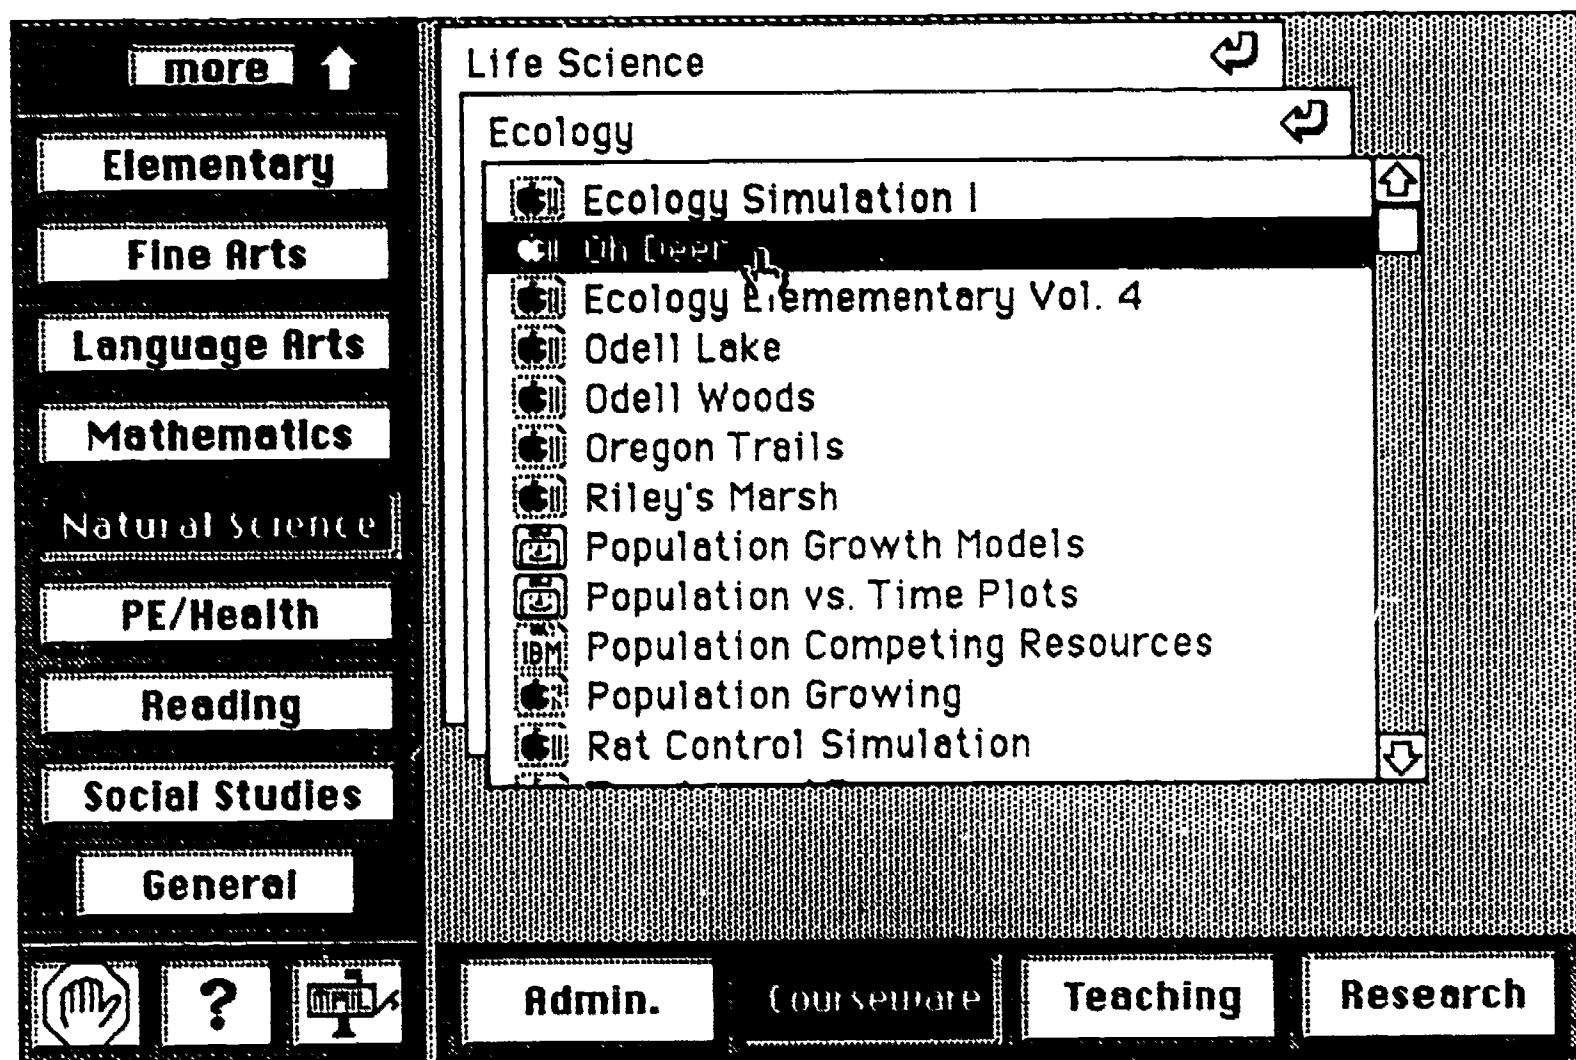 more
Elementary
Fine Arts
Language Arts
Mathematics
Natural Science
PE/Health
Reading
Social Studies
General
?
MAIL
Life Science
Ecology
Ecology Simulation I
Oh Deer
Ecology Elemementary Vol. 4
Odell Lake
Odell Woods
Oregon Trails
Riley's Marsh
Population Growth Models
Population vs. Time Plots
IBM Population Competing Resources
Population Growing
Rat Control Simulation
Admin.
Courseware
Teaching
Research